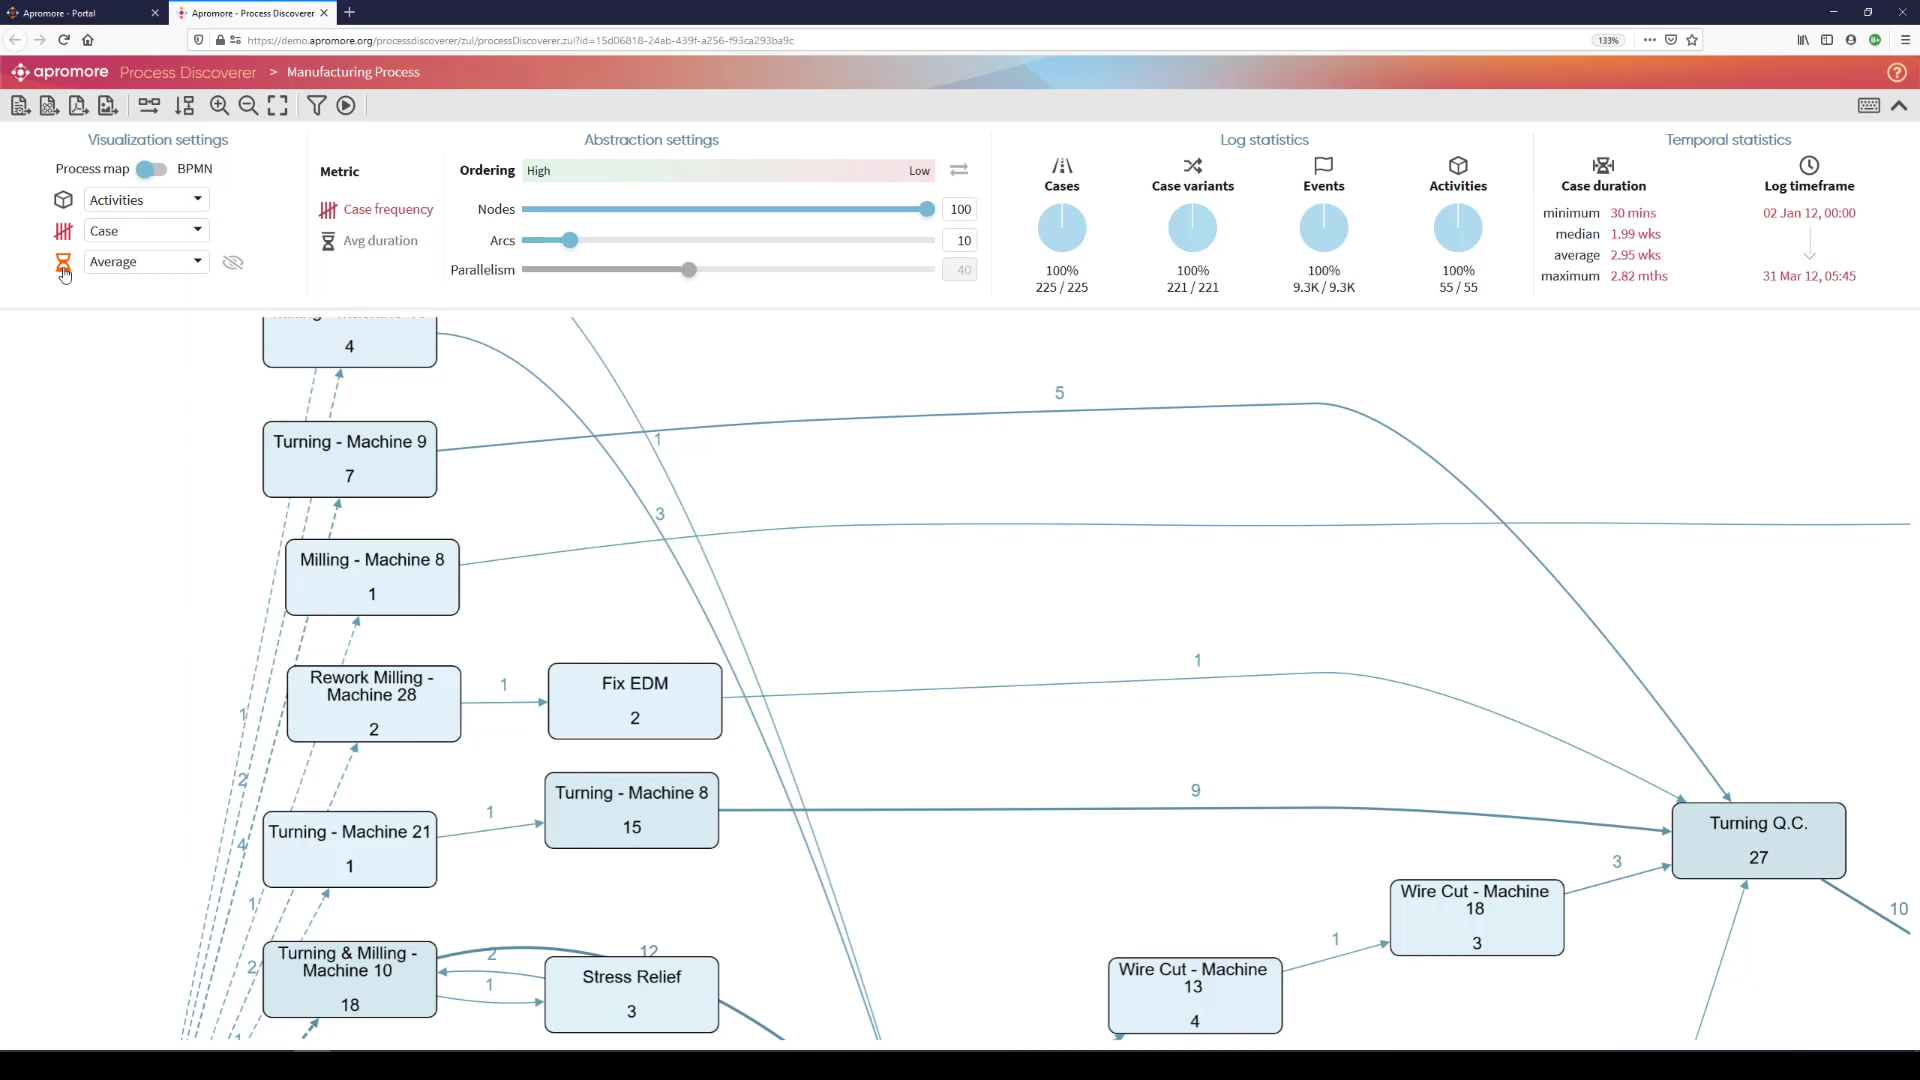 Apromore - Portal
Apromore - Process Discoverer
https://demo.apromore.org/processdiscoverer/zul/processDiscoverer.zul?id=15d06818-24ab-439f-a256-f93ca293ba9c
133%
apromore Process Discoverer > Manufacturing Process
Visualization settings
Process map BPMN
Activities
Case
Average
Abstraction settings
Metric
Case frequency
Avg duration
Ordering High Low
Nodes 100
Arcs 10
Parallelism 40
Log statistics
Cases
100%
225 / 225
Case variants
100%
221 / 221
Events
100%
9.3K / 9.3K
Activities
100%
55 / 55
Temporal statistics
Case duration
minimum 30 mins
median 1.99 wks
average 2.95 wks
maximum 2.82 mths
Log timeframe
02 Jan 12, 00:00
31 Mar 12, 05:45
4
5
Turning - Machine 9
7
1
3
Milling - Machine 8
1
Rework Milling -
Machine 28
2
1
Fix EDM
2
1
1
2
Turning - Machine 8
15
9
Turning - Machine 21
1
1
4
Turning Q.C.
27
3
Wire Cut - Machine
18
3
1
10
1
Turning & Milling -
Machine 10
18
2
12
2
1
Stress Relief
3
Wire Cut - Machine
13
4
1